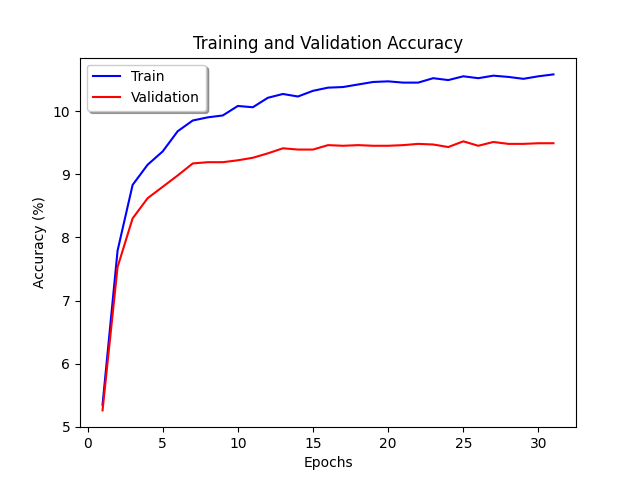 Training and Validation Accuracy
Train
Validation
Accuracy (%)
10
9
8
7
6
5
0 5 10 15 20 25 30
Epochs